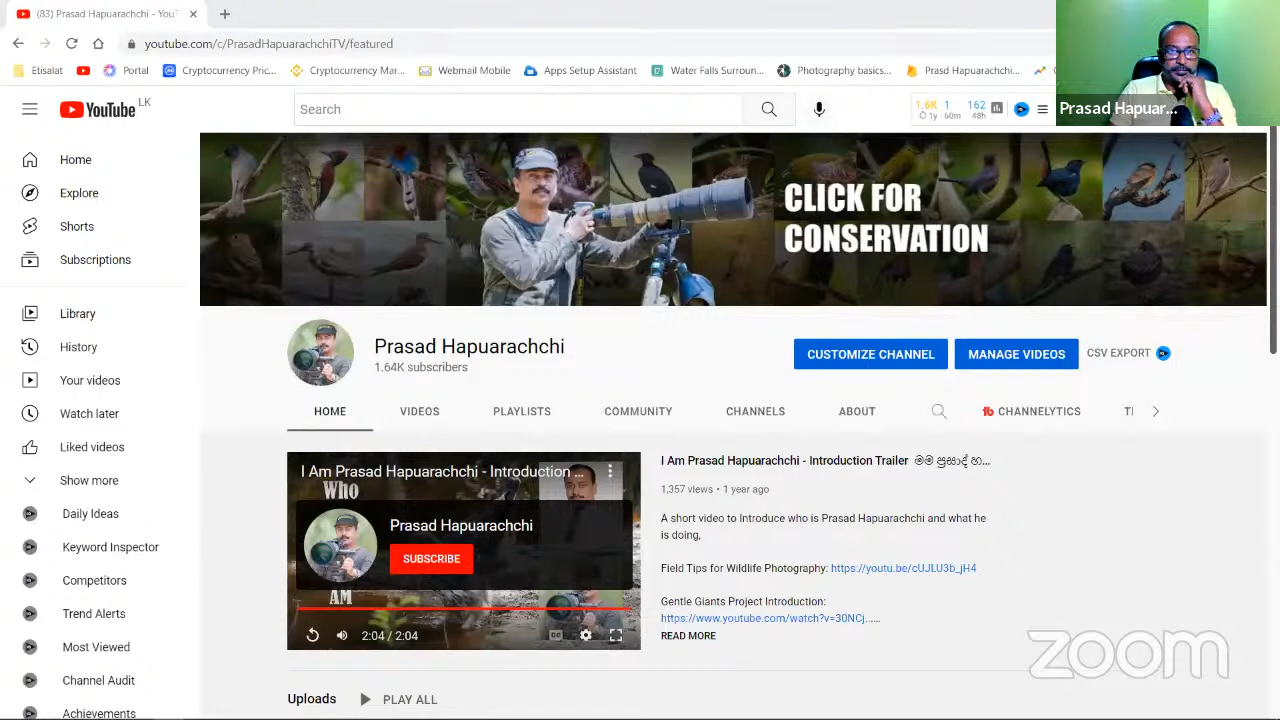 (83) Prasad Hapuarachchi - YouT
youtube.com/c/PrasadHapuarachchiTV/featured
Etisalat
Portal
Cryptocurrency Pric...
Cryptocurrency Mar...
Webninjaz Mobile
Apps Setup Assistant
Water Falls Surroun...
Photography basics...
Prasd Hapuarachchi...
Prasad Hapuar...
YouTube LK
Search
1.6K 1 162
1y 60m 48h
Home
Explore
Shorts
Subscriptions
Library
History
Your videos
Watch later
Liked videos
Show more
Daily Ideas
Keyword Inspector
Competitors
Trend Alerts
Most Viewed
Channel Audit
Achievements
CLICK FOR
CONSERVATION
Prasad Hapuarachchi
1.64K subscribers
CUSTOMIZE CHANNEL
MANAGE VIDEOS
CSV EXPORT
HOME
VIDEOS
PLAYLISTS
COMMUNITY
CHANNELS
ABOUT
CHANNELYTICS
I Am Prasad Hapuarachchi - Introduction ...
Who
Prasad Hapuarachchi
SUBSCRIBE
AM
2:04 / 2:04
I Am Prasad Hapuarachchi - Introduction Trailer මම ප්‍රසාද් හ...
1,357 views • 1 year ago
A short video to Introduce who is Prasad Hapuarachchi and what he
is doing,
Field Tips for Wildlife Photography: https://youtu.be/cUJLU3b_jH4
Gentle Giants Project Introduction:
https://www.youtube.com/watch?v=30NCj......
READ MORE
Uploads
PLAY ALL
zoom